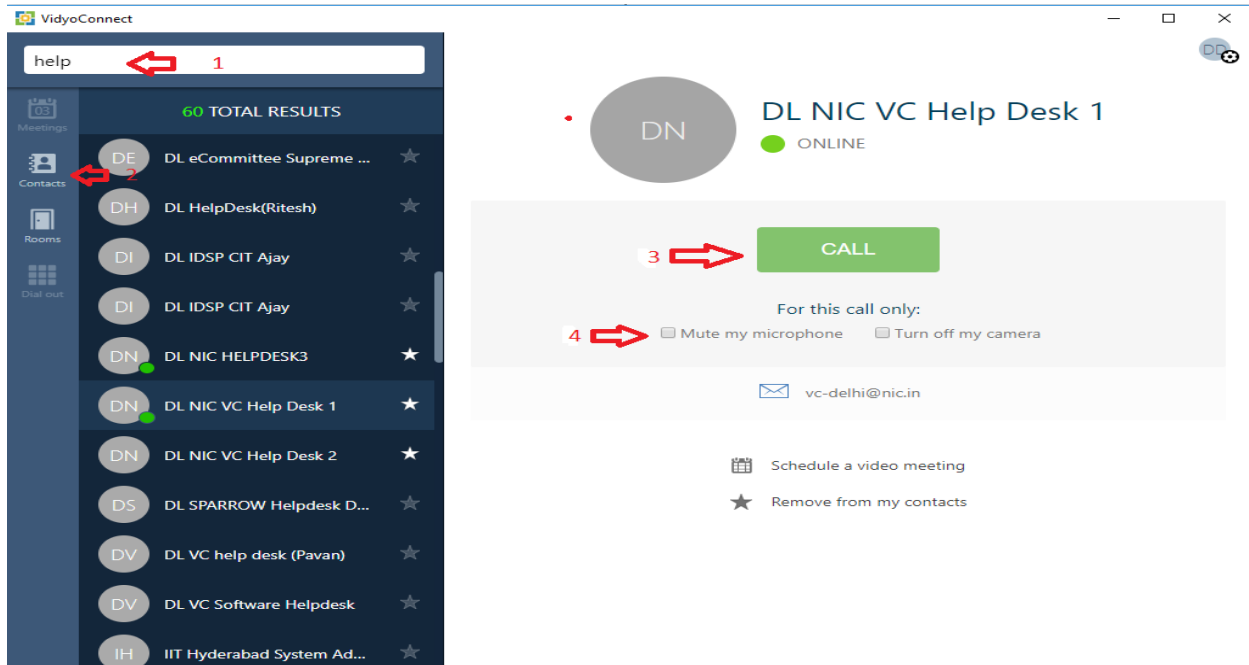 VidyoConnect
help
1
DD
03
Meetings
60 TOTAL RESULTS
Contacts
2
Rooms
Dial out
DE DL eCommittee Supreme ...
DH DL HelpDesk(Ritesh)
DI DL IDSP CIT Ajay
DI DL IDSP CIT Ajay
DN DL NIC HELPDESK3
DN DL NIC VC Help Desk 1
DN DL NIC VC Help Desk 2
DS DL SPARROW Helpdesk D...
DV DL VC help desk (Pavan)
DV DL VC Software Helpdesk
IH IIT Hyderabad System Ad...
DN
DL NIC VC Help Desk 1
ONLINE
3
CALL
For this call only:
4
Mute my microphone Turn off my camera
vc-delhi@nic.in
Schedule a video meeting
Remove from my contacts